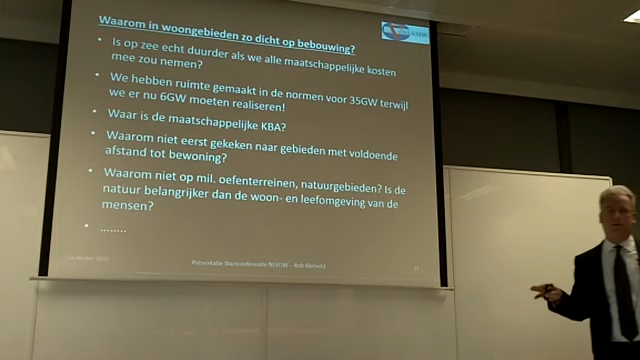 Waarom in woongebieden zo dicht op bebouwing?
• Is op zee echt duurder als we alle maatschappelijke kosten
mee zou nemen?
• We hebben ruimte gemaakt in de normen voor 35GW terwijl
we er nu 6GW moeten realiseren!
• Waar is de maatschappelijke KBA?
• Waarom niet eerst gekeken naar gebieden met voldoende
afstand tot bewoning?
• Waarom niet op mil. oefenterreinen, natuurgebieden? Is de
natuur belangrijker dan de woon- en leefomgeving van de
mensen?
• ........
oktober
Presentatie Startconferentie NLVOW - Rob